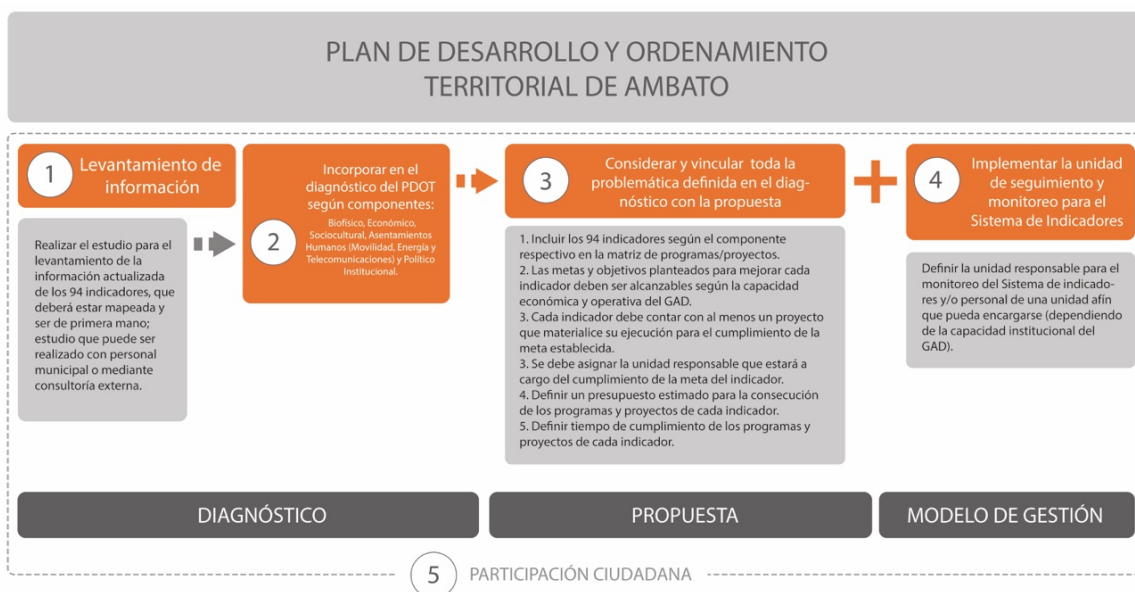 PLAN DE DESARROLLO Y ORDENAMIENTO
TERRITORIAL DE AMBATO
1
Levantamiento de
información
Realizar el estudio para el
levantamiento de la
información actualizada
de los 94 indicadores, que
deberá estar mapeada y
ser de primera mano;
estudio que puede ser
realizado con personal
municipal o mediante
consultoría externa.
2
Incorporar en el
diagnóstico del PDOT
según componentes:
Biofísico, Económico,
Sociocultural, Asentamientos
Humanos (Movilidad, Energía y
Telecomunicaciones) y Político
Institucional.
3
Considerar y vincular toda la
problemática definida en el diag-
nóstico con la propuesta
1. Incluir los 94 indicadores según el componente
respectivo en la matriz de programas/proyectos.
2. Las metas y objetivos planteados para mejorar cada
indicador deben ser alcanzables según la capacidad
económica y operativa del GAD.
3. Cada indicador debe contar con al menos un proyecto
que materialice su ejecución para el cumplimiento de la
meta establecida.
3. Se debe asignar la unidad responsable que estará a
cargo del cumplimiento de la meta del indicador.
4. Definir un presupuesto estimado para la consecución
de los programas y proyectos de cada indicador.
5. Definir tiempo de cumplimiento de los programas y
proyectos de cada indicador.
4
Implementar la unidad
de seguimiento y
monitoreo para el
Sistema de Indicadores
Definir la unidad responsable para el
monitoreo del Sistema de indicado-
res y/o personal de una unidad afín
que pueda encargarse (dependiendo
de la capacidad institucional del
GAD).
DIAGNÓSTICO
PROPUESTA
MODELO DE GESTIÓN
5
PARTICIPACIÓN CIUDADANA